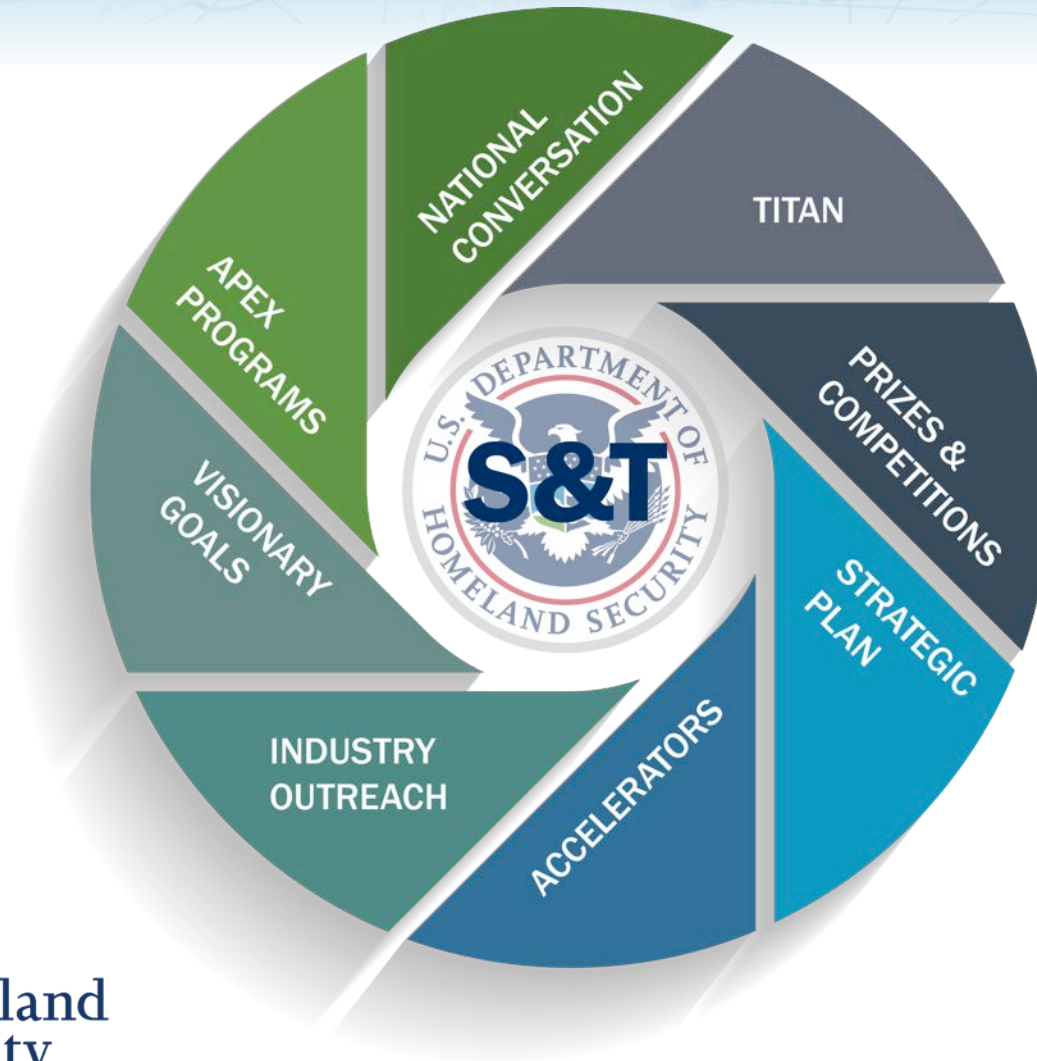 NATIONAL
CONVERSATION
TITAN
APEX
PROGRAMS
PRIZES &
COMPETITIONS
U.S. DEPARTMENT OF
S&T
HOMELAND SECURITY
VISIONARY
GOALS
STRATEGIC
PLAN
INDUSTRY
OUTREACH
ACCELERATORS
land
ty